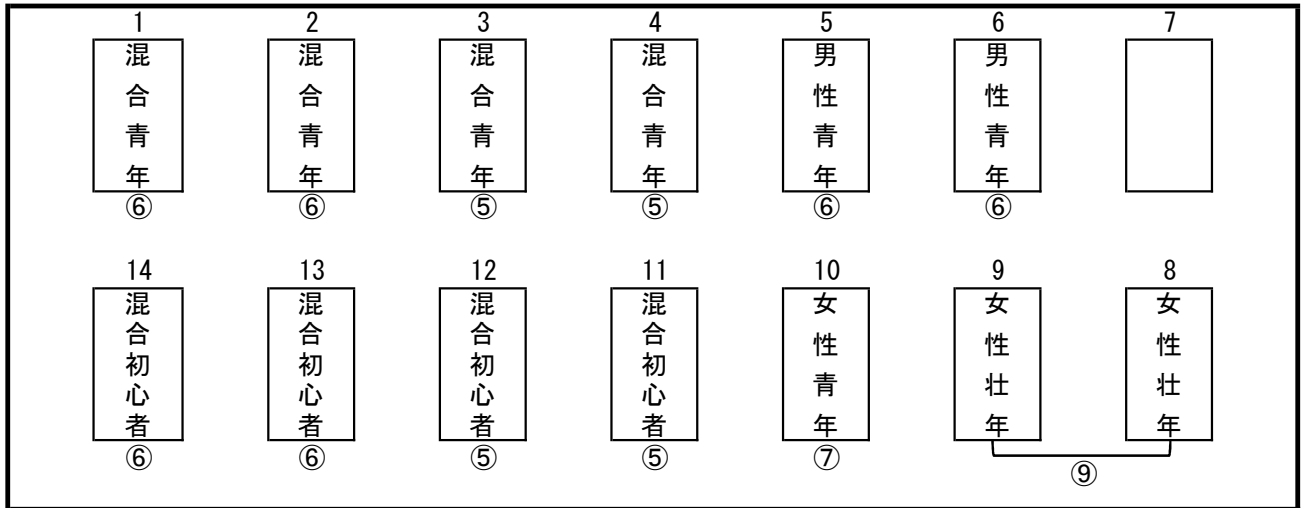 1 2 3 4 5 6 7
混合青年 混合青年 混合青年 混合青年 男性青年 男性青年
⑥ ⑥ ⑤ ⑤ ⑥ ⑥
14 13 12 11 10 9 8
混合初心者 混合初心者 混合初心者 混合初心者 女性青年 女性壮年 女性壮年
⑥ ⑥ ⑤ ⑤ ⑦
⑨